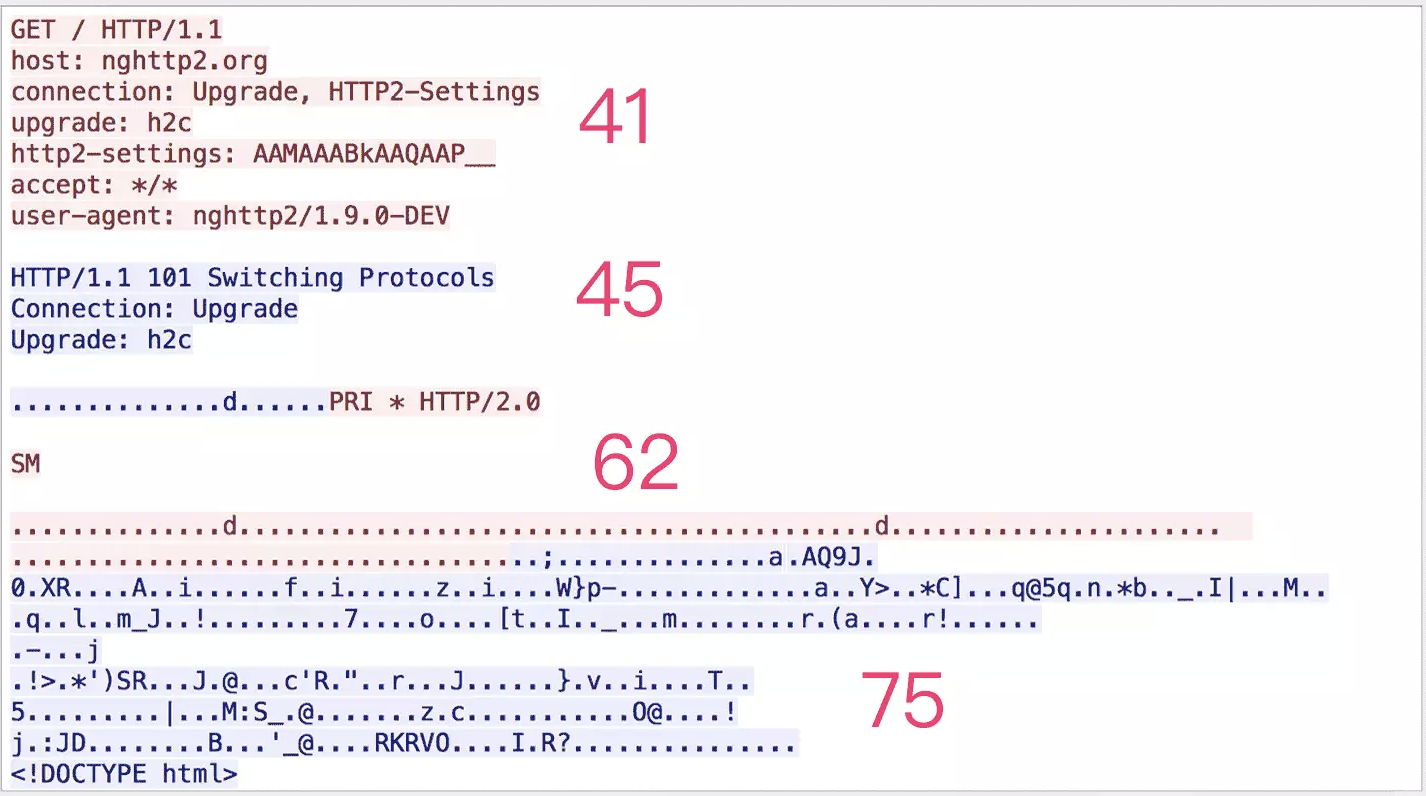 GET / HTTP/1.1
host: nghttp2.org
connection: Upgrade, HTTP2-Settings
41
upgrade: h2c
http2-settings: AAMAAABkAAQAAP__
accept: */*
user-agent: nghttp2/1.9.0-DEV
HTTP/1.1 101 Switching Protocols
45
Connection: Upgrade
Upgrade: h2c
..............d......PRI * HTTP/2.0
62
SM
..............d..........................................d......................
...................................;..............a.AQ9J.
0.XR....A..i......f..i......z..i....W}p-.............a..Y>..*C]...q@5q.n.*b.._.I|...M..
.q..l..m_J..!.........7....o....[t..I.._...m........r.(a....r!......
.-...j
.!>.*')SR...J.@...c'R."..r...J......}.v..i....T..
75
5.........|...M:S_.@.......z.c...........O@....!
j.:JD........B...'_@....RKRVO....I.R?...............
<!DOCTYPE html>